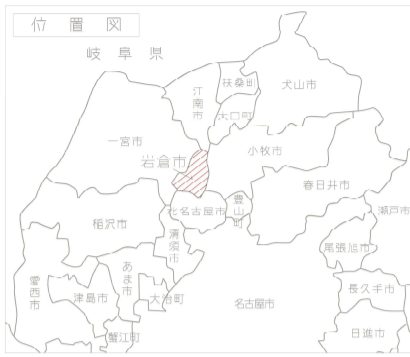 位置図
岐阜県
扶桑町
犬山市
江南市
大口町
一宮市
小牧市
岩倉市
春日井市
豊山町
瀬戸市
北名古屋市
稲沢市
清須市
尾張旭市
あま市
愛西市
津島市
大治町
名古屋市
長久手市
蟹江町
日進市